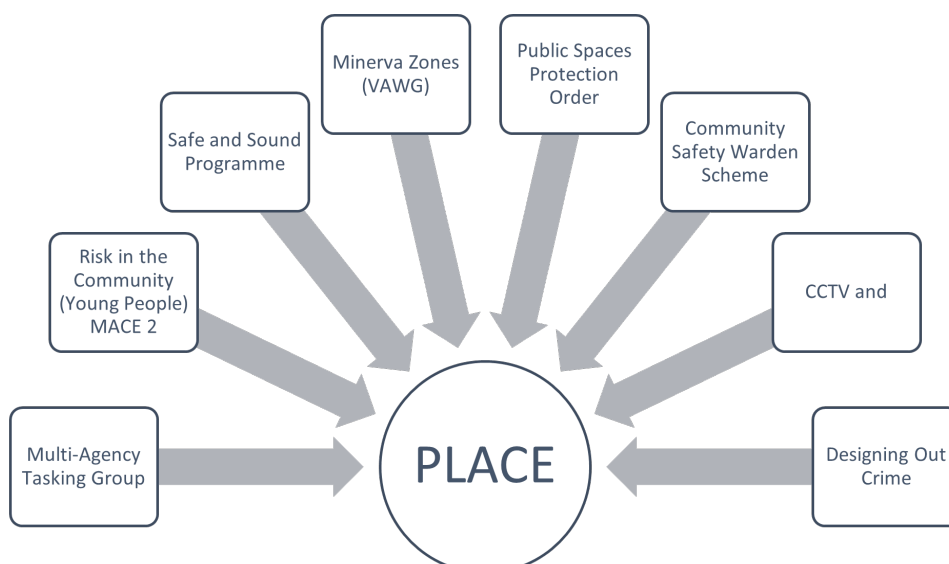 Minerva Zones
(VAWG)
Public Spaces
Protection
Order
Safe and Sound
Programme
Community
Safety Warden
Scheme
Risk in the
Community
(Young People)
MACE 2
CCTV and
Multi-Agency
Tasking Group
PLACE
Designing Out
Crime